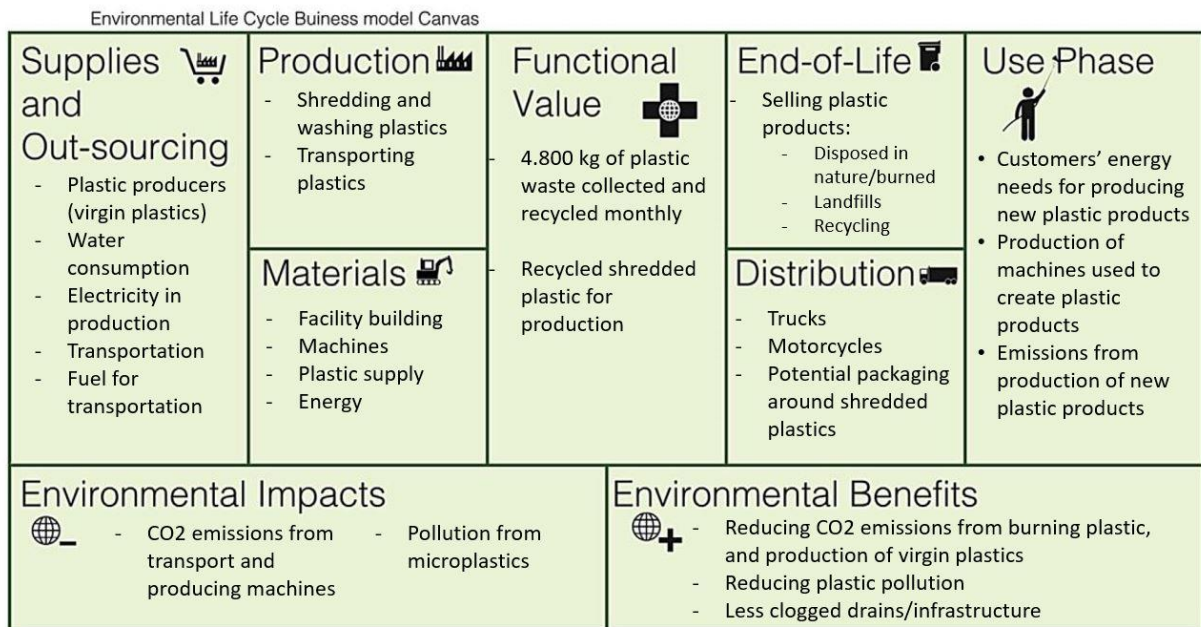 Environmental Life Cycle Buiness model Canvas
Supplies
and
Out-sourcing
- Plastic producers
(virgin plastics)
- Water
consumption
- Electricity in
production
- Transportation
- Fuel for
transportation
Production
- Shredding and
washing plastics
- Transporting
plastics
Materials
- Facility building
- Machines
- Plastic supply
- Energy
Functional
Value
- 4.800 kg of plastic
waste collected and
recycled monthly
- Recycled shredded
plastic for
production
End-of-Life
- Selling plastic
products:
- Disposed in
nature/burned
- Landfills
- Recycling
Distribution
- Trucks
- Motorcycles
- Potential packaging
around shredded
plastics
Use Phase
• Customers’ energy
needs for producing
new plastic products
• Production of
machines used to
create plastic
products
• Emissions from
production of new
plastic products
Environmental Impacts
- CO2 emissions from
transport and
producing machines
- Pollution from
microplastics
Environmental Benefits
- Reducing CO2 emissions from burning plastic,
and production of virgin plastics
- Reducing plastic pollution
- Less clogged drains/infrastructure